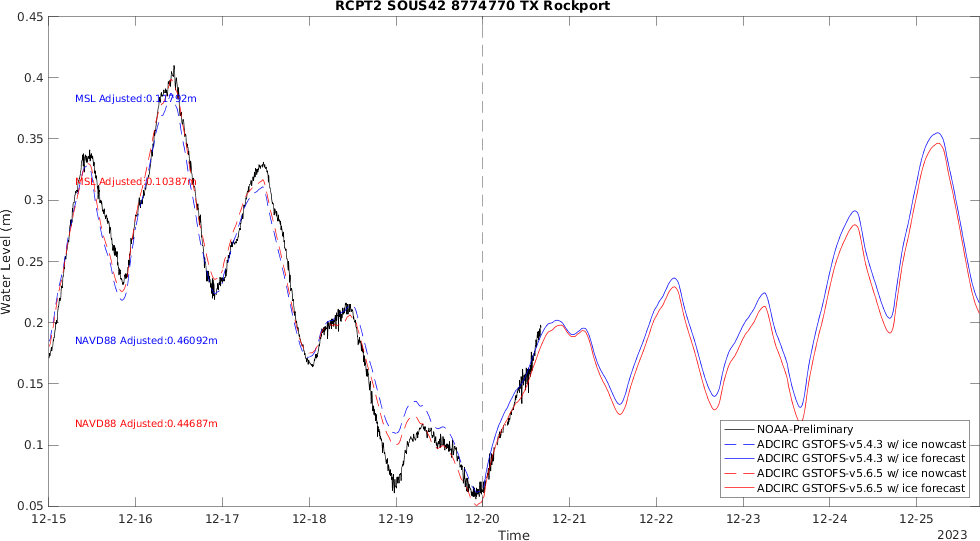 RCPT2 SOUS42 8774770 TX Rockport
0.45
0.4
0.35
0.3
0.25
0.2
0.15
0.1
0.05
Water Level (m)
MSL Adjusted:0.11792m
MSL Adjusted:0.10387m
NAVD88 Adjusted:0.46092m
NAVD88 Adjusted:0.44687m
NOAA-Preliminary
ADCIRC GSTOFS-v5.4.3 w/ ice nowcast
ADCIRC GSTOFS-v5.4.3 w/ ice forecast
ADCIRC GSTOFS-v5.6.5 w/ ice nowcast
ADCIRC GSTOFS-v5.6.5 w/ ice forecast
12-15 12-16 12-17 12-18 12-19 12-20 12-21 12-22 12-23 12-24 12-25
Time
2023